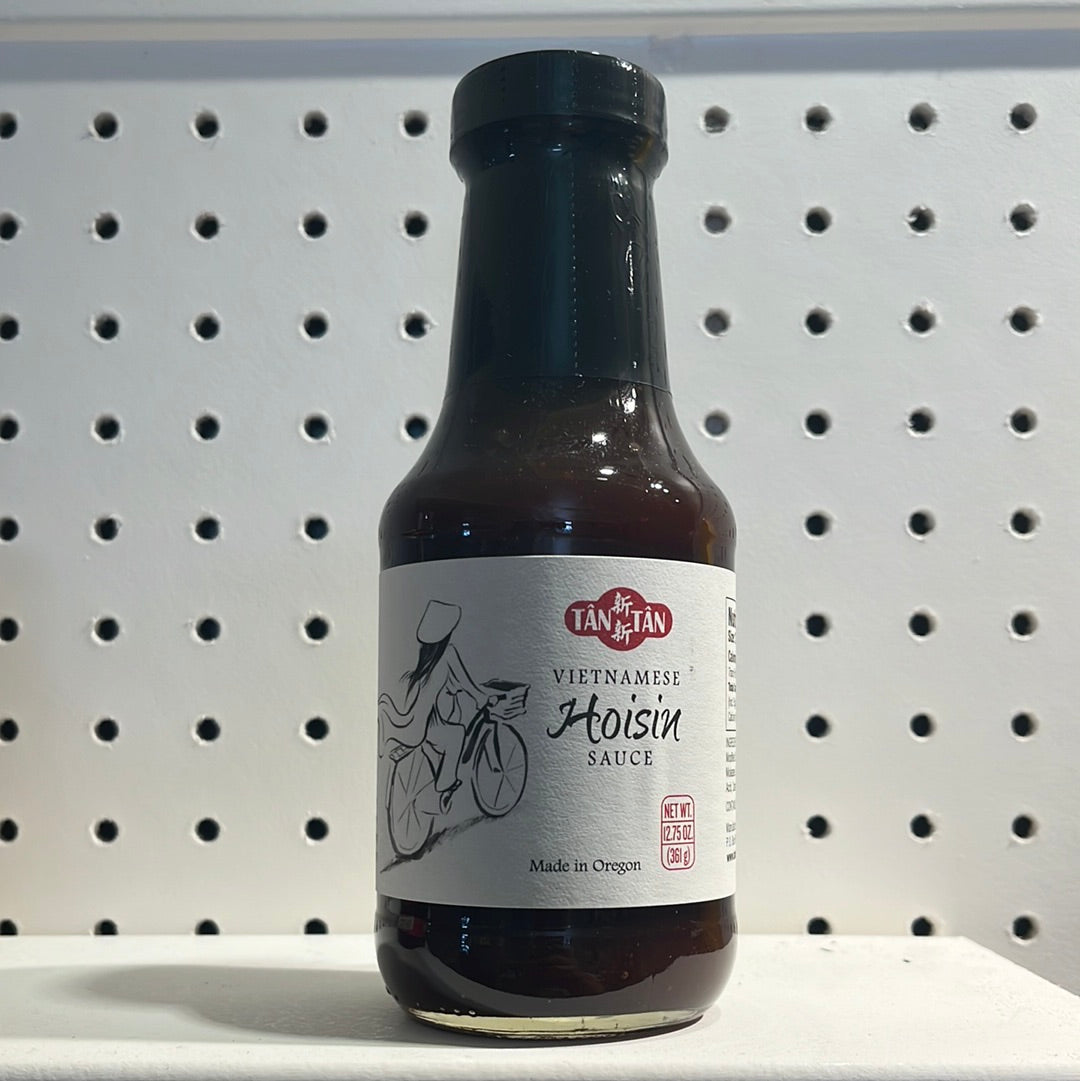 新
TÂN TÂN
新
VIETNAMESE
Hoisin
SAUCE
NET WT.
12.75 OZ.
(361 g)
Made in Oregon